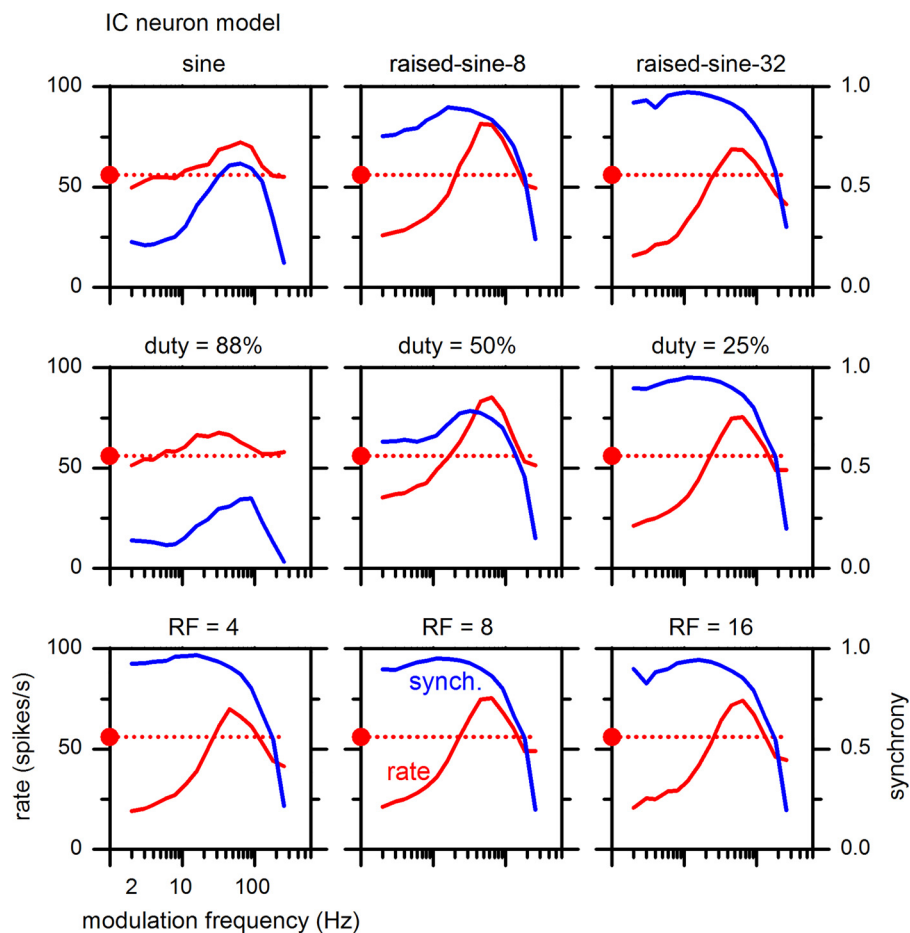 IC neuron model
sine
raised-sine-8
raised-sine-32
100
50
0
1.0
0.5
0.0
duty = 88%
duty = 50%
duty = 25%
100
50
0
1.0
0.5
0.0
RF = 4
RF = 8
RF = 16
100
50
0
synch.
rate
1.0
0.5
0.0
rate (spikes/s)
synchrony
2 10 100
modulation frequency (Hz)